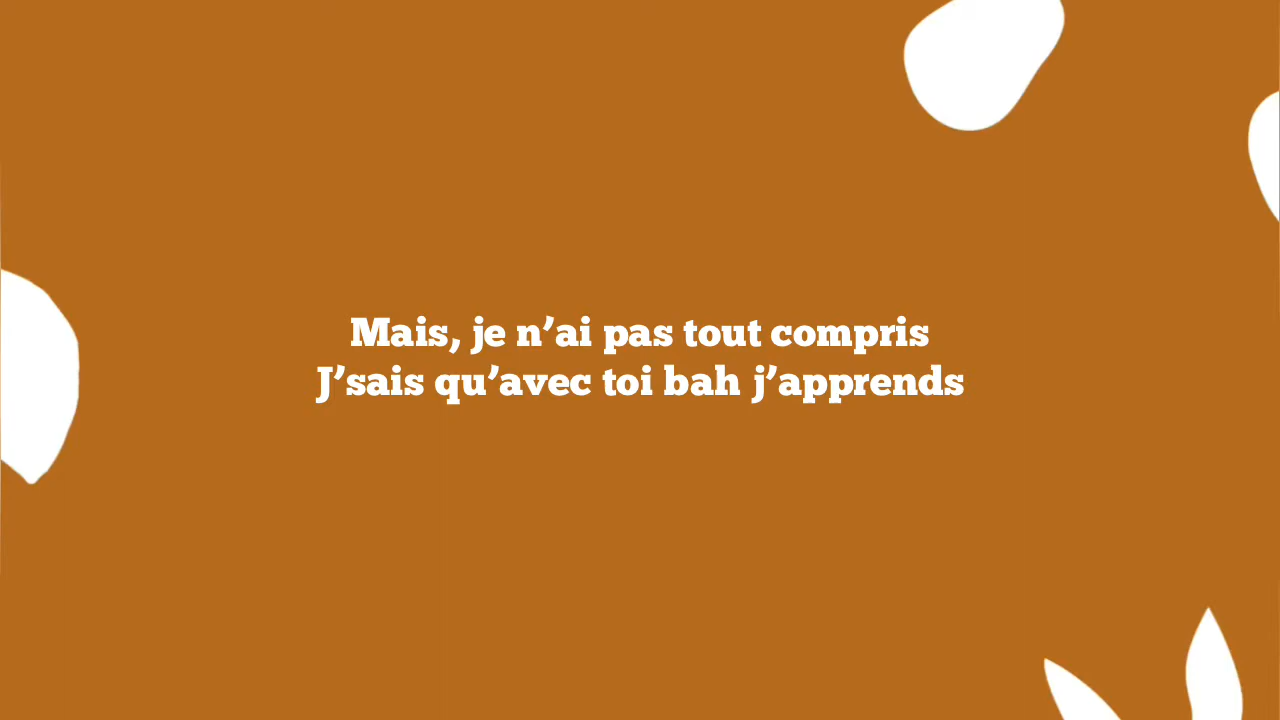 Mais, je n’ai pas tout compris
J’sais qu’avec toi bah j’apprends